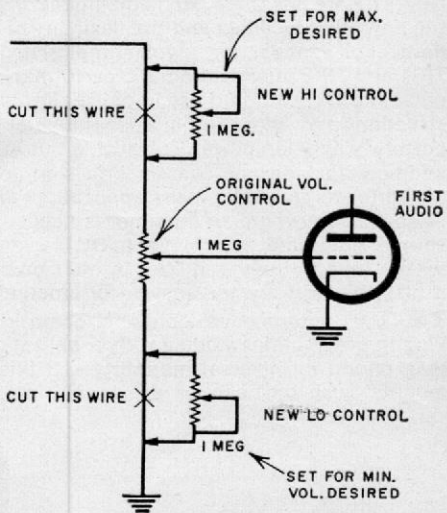 SET FOR MAX.
DESIRED
NEW HI CONTROL
CUT THIS WIRE
1 MEG.
ORIGINAL VOL.
CONTROL
FIRST
AUDIO
1 MEG
CUT THIS WIRE
NEW LO CONTROL
1 MEG
SET FOR MIN.
VOL. DESIRED